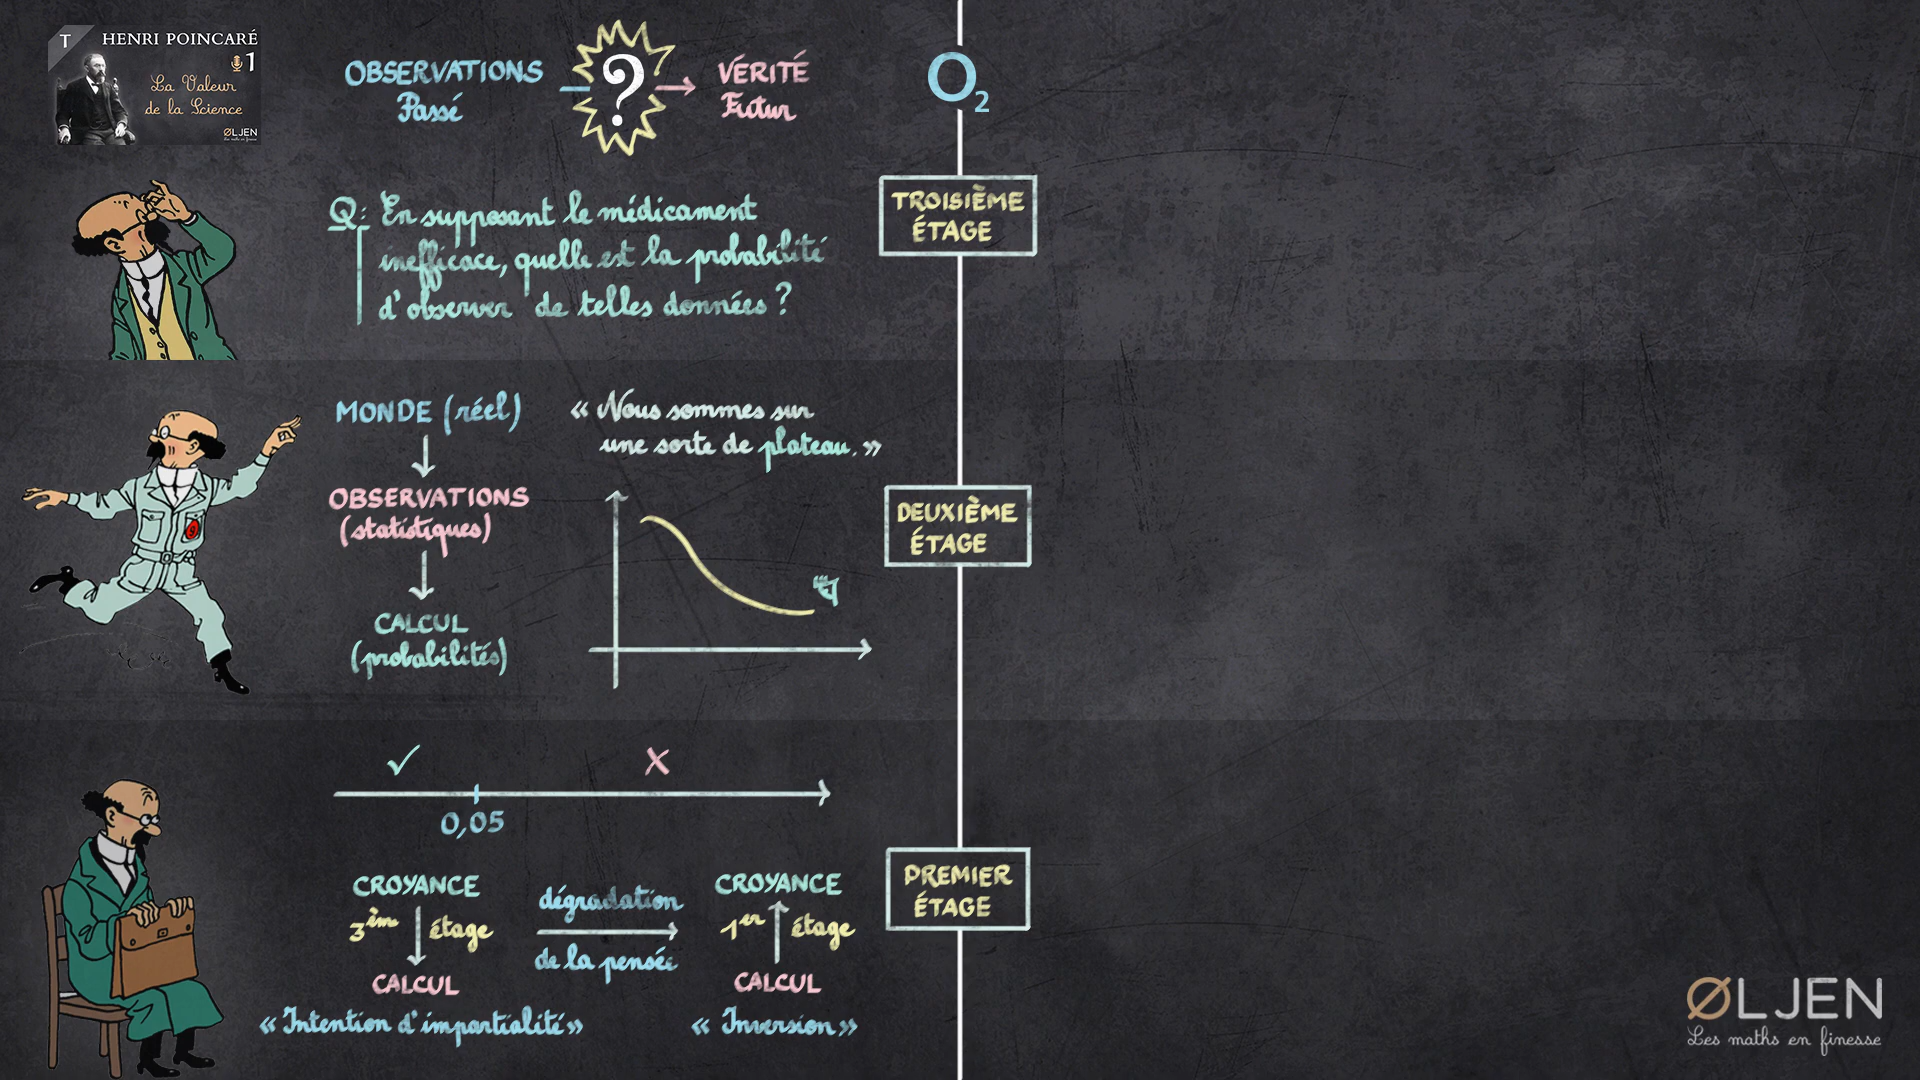 T
HENRI POINCARÉ
1
La Valeur
de la Science
ØLJEN
OBSERVATIONS
Passé
?
VÉRITÉ
Futur
O2
TROISIÈME
ÉTAGE
Q: En supposant le médicament
inefficace, quelle est la probabilité
d'observer de telles données ?
MONDE (réel)
OBSERVATIONS
(statistiques)
CALCUL
(probabilités)
« Nous sommes sur
une sorte de plateau. »
DEUXIÈME
ÉTAGE
✓ X
0,05
CROYANCE
3ème étage
CALCUL
« Intention d'impartialité »
dégradation
de la pensée
CROYANCE
1er étage
CALCUL
« Inversion »
PREMIER
ÉTAGE
ØLJEN
Les maths en finesse